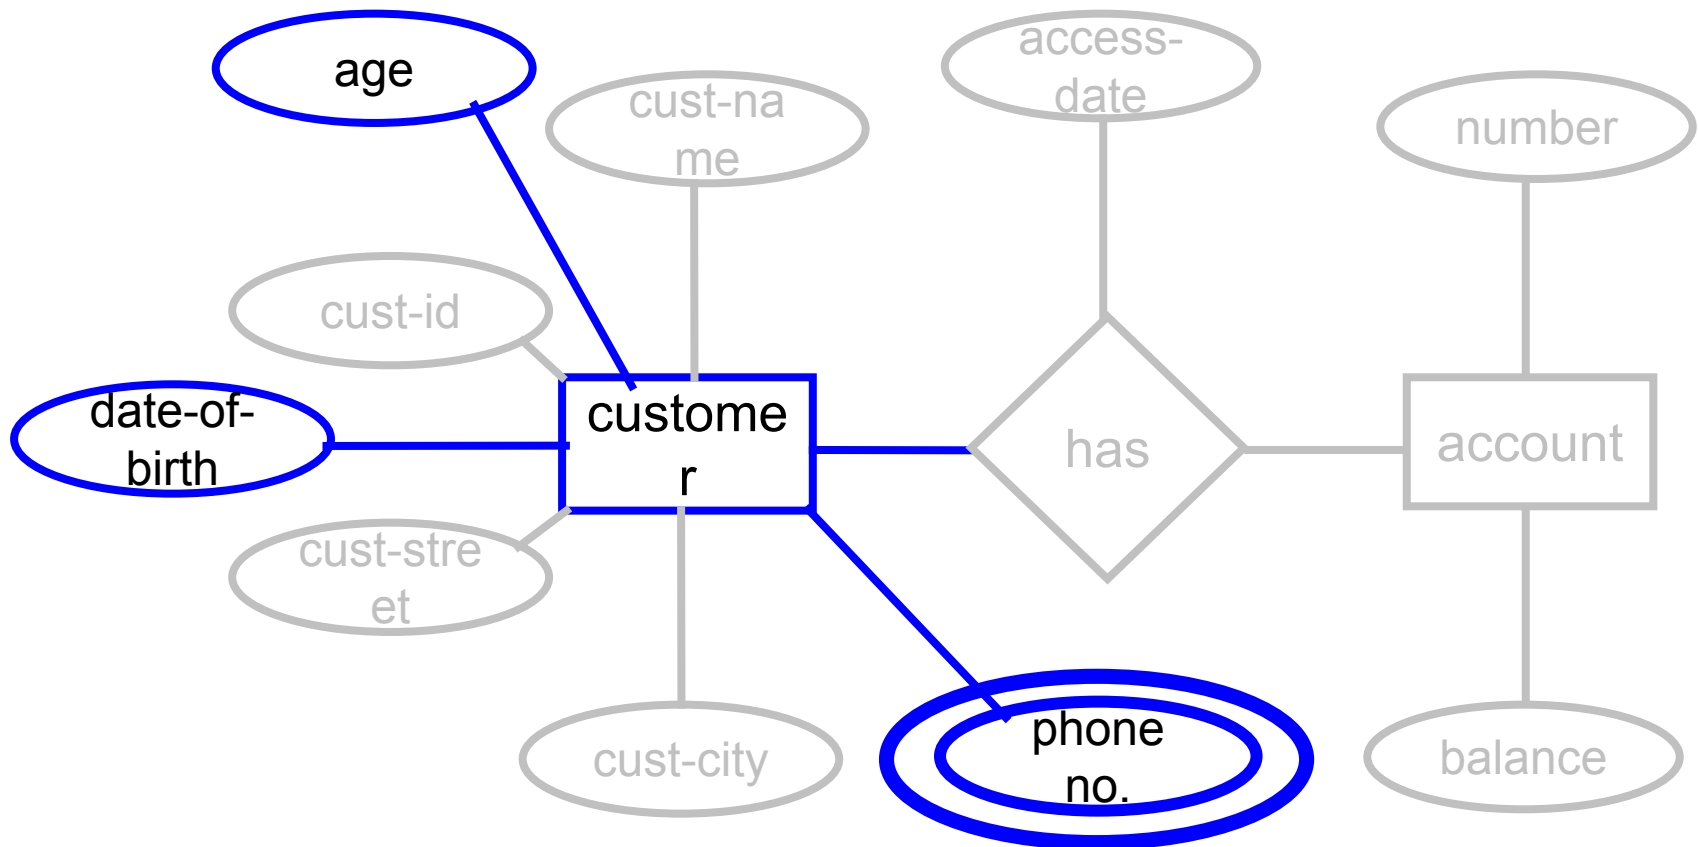 age
cust-na
me
access-
date
number
cust-id
date-of-
birth
custome
r
has
account
cust-stre
et
cust-city
phone
no.
balance